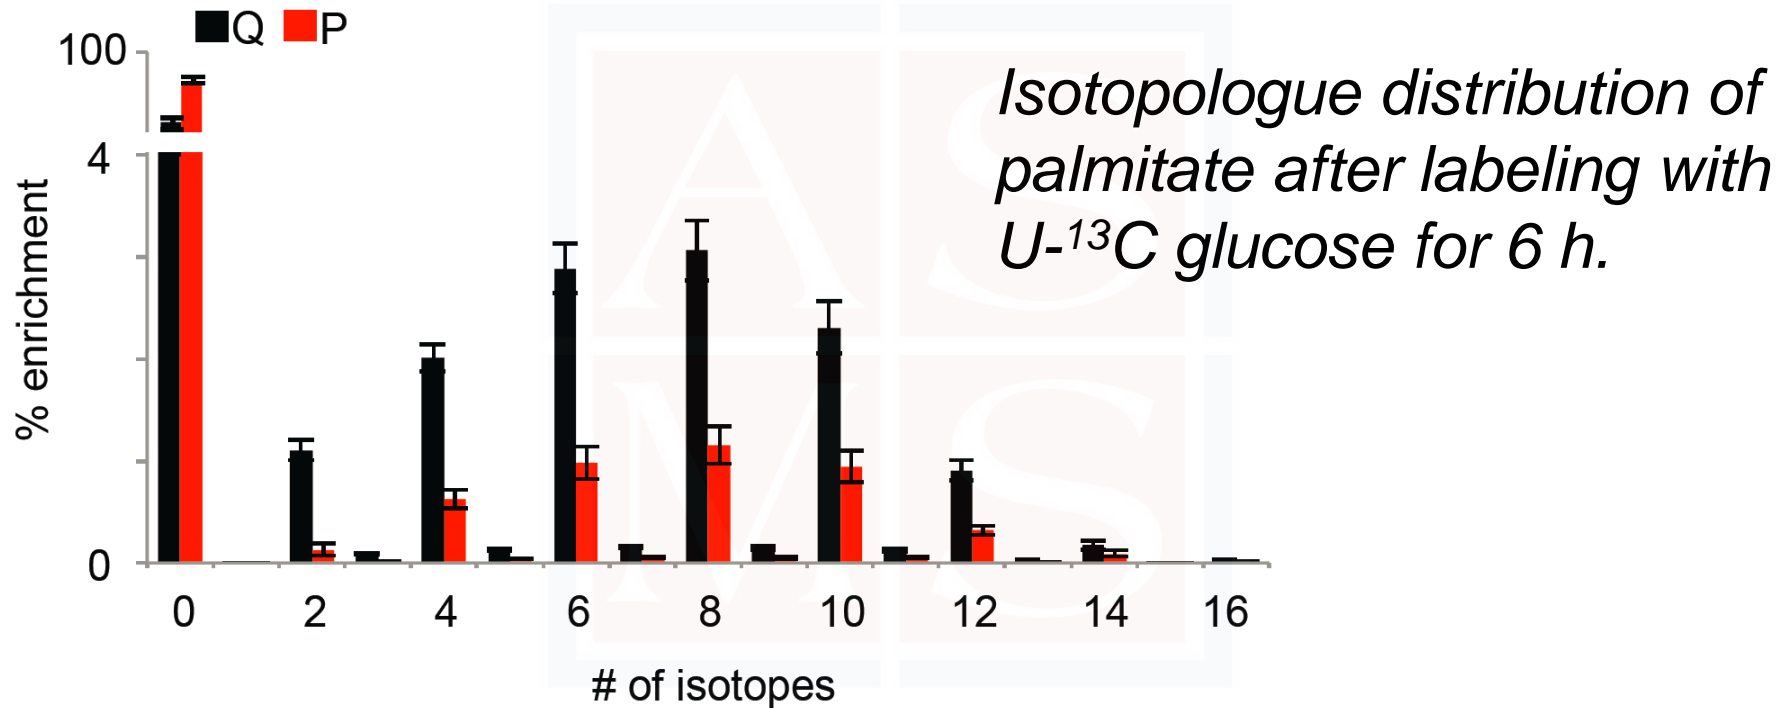 Q P
100
4
0
% enrichment
0 2 4 6 8 10 12 14 16
# of isotopes
Isotopologue distribution of
palmitate after labeling with
U-¹³C glucose for 6 h.
A S
M S